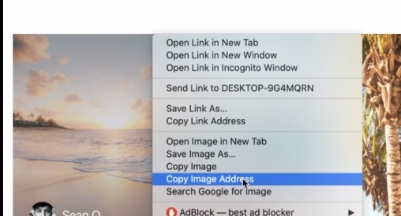 Open Link in New Tab
Open Link in New Window
Open Link in Incognito Window
Send Link to DESKTOP-9G4MQRN
Save Link As...
Copy Link Address
Open Image in New Tab
Save Image As...
Copy Image
Copy Image Address
Search Google for Image
AdBlock — best ad blocker
Sean O